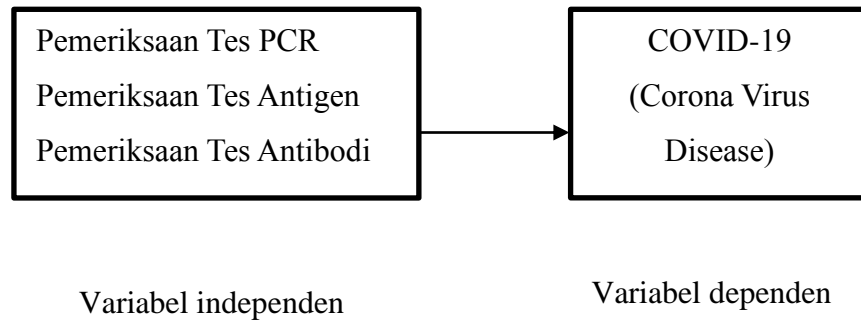 Pemeriksaan Tes PCR
Pemeriksaan Tes Antigen
Pemeriksaan Tes Antibodi
COVID-19
(Corona Virus
Disease)
Variabel independen
Variabel dependen